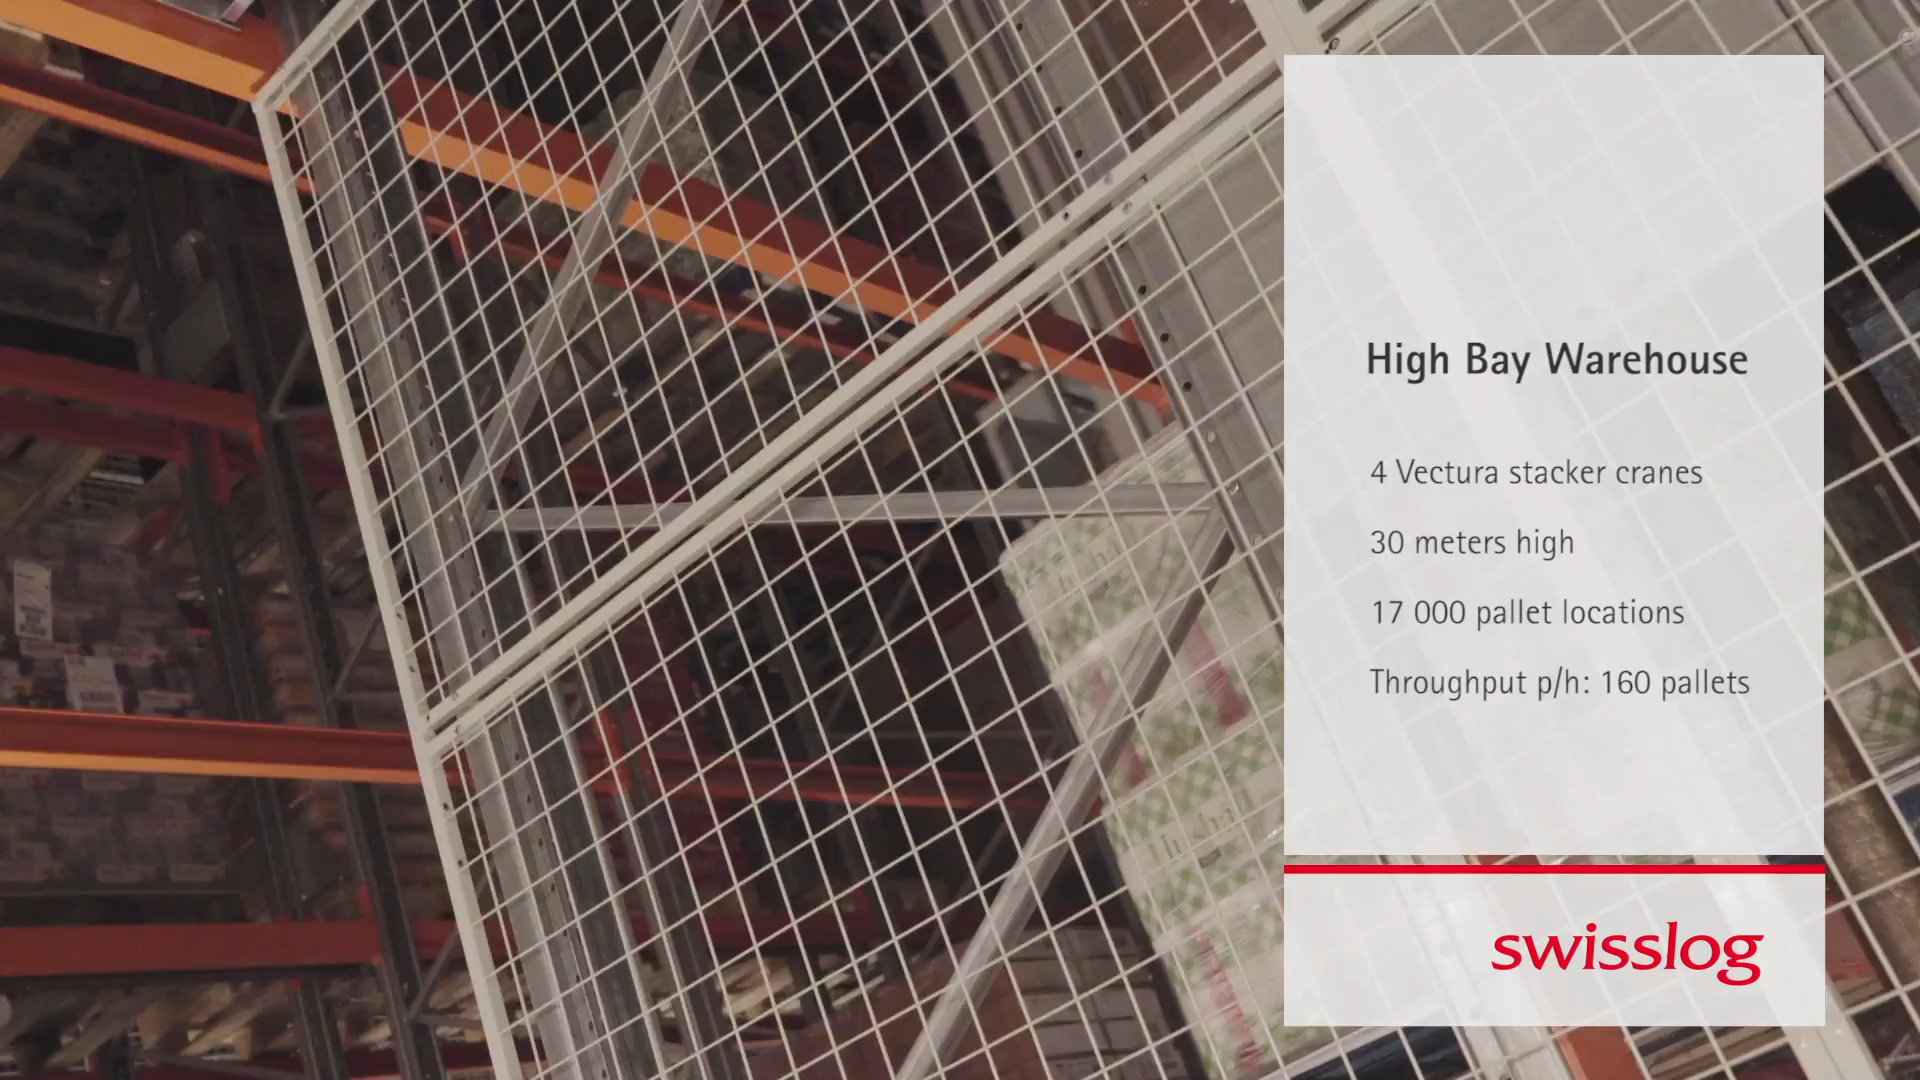 High Bay Warehouse
4 Vectura stacker cranes
30 meters high
17 000 pallet locations
Throughput p/h: 160 pallets
swisslog